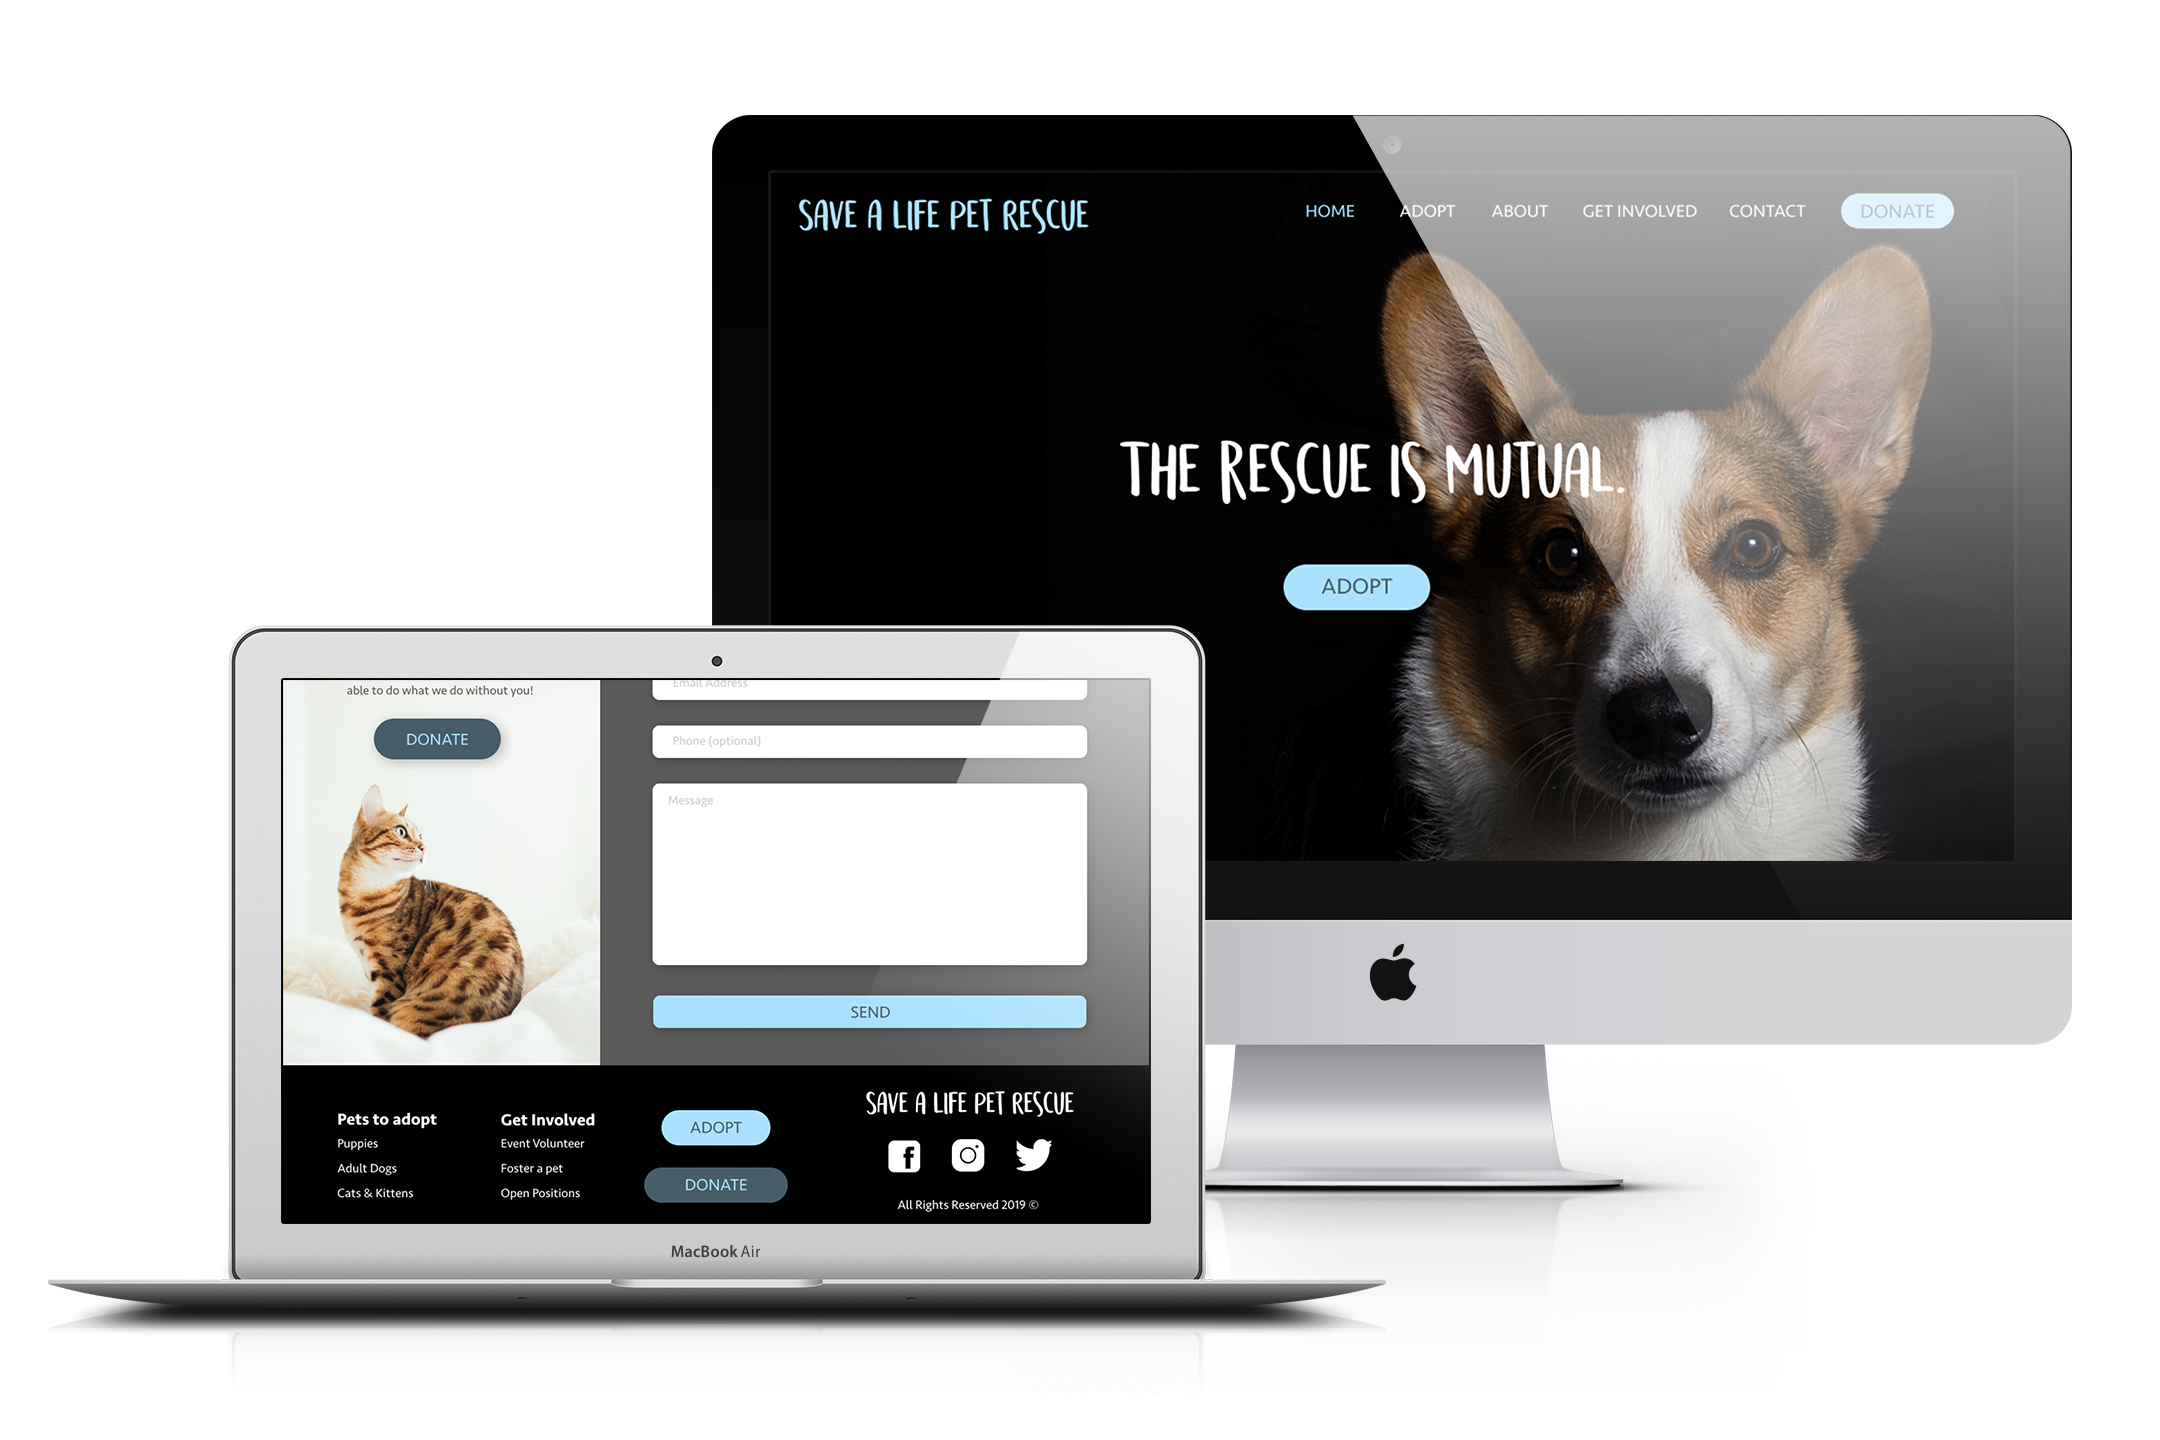 SAVE A LIFE PET RESCUE
HOME ADOPT ABOUT GET INVOLVED CONTACT DONATE
THE RESCUE IS MUTUAL.
ADOPT
able to do what we do without you!
DONATE
Email Address
Phone (optional)
Message
SEND
Pets to adopt
Puppies
Adult Dogs
Cats & Kittens
Get Involved
Event Volunteer
Foster a pet
Open Positions
ADOPT
DONATE
SAVE A LIFE PET RESCUE
All Rights Reserved 2019 ©
MacBook Air